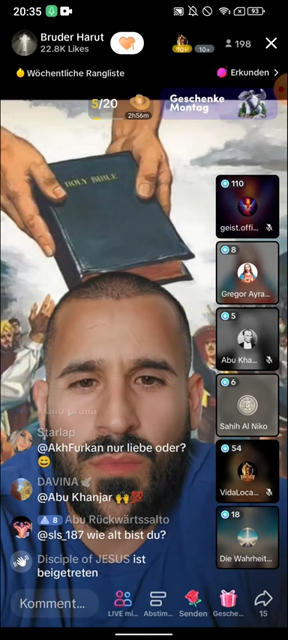 20:35
93
Bruder Harut
22.8K Likes
10+
198
Wöchentliche Rangliste
Erkunden >
5/20
2h56m
Geschenke
Montag
HOLY BIBLE
110
geist.offi...
8
Gregor Ayra...
5
Abu Kha...
6
Sahih Al Niko
54
VidaLoca...
18
Die Wahrheit...
Starlap
@AkhFurkan nur liebe oder?
DAVINA
@Abu Khanjar 🙌💯
8 Abu Rückwärtssalto
@sls_187 wie alt bist du?
Disciple of JESUS ist
beigetreten
Komment...
LIVE mi...
Abstim...
Senden
Gesche...
15